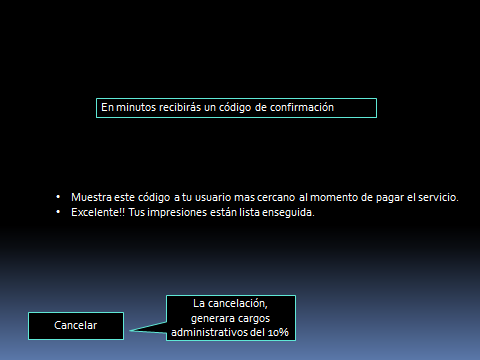 En minutos recibirás un código de confirmación
• Muestra este código a tu usuario mas cercano al momento de pagar el servicio.
• Excelente!! Tus impresiones están lista enseguida.
La cancelación,
generara cargos
administrativos del 10%
Cancelar